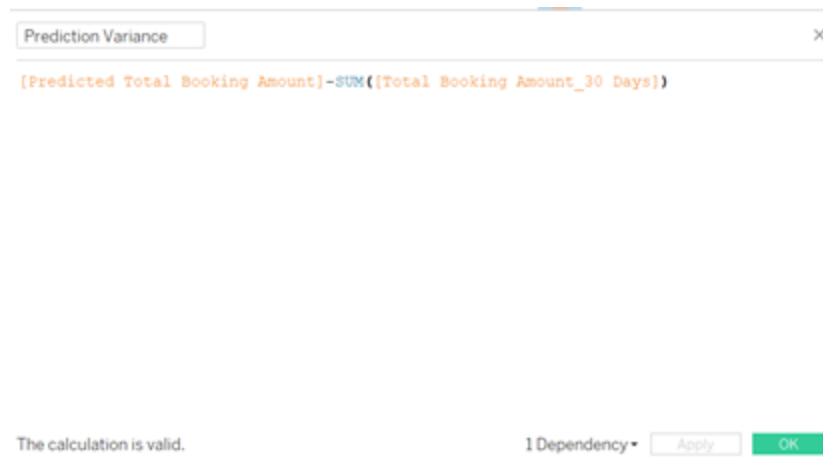 Prediction Variance
[Predicted Total Booking Amount]-SUM([Total Booking Amount_30 Days])
The calculation is valid.
1 Dependency
Apply
OK